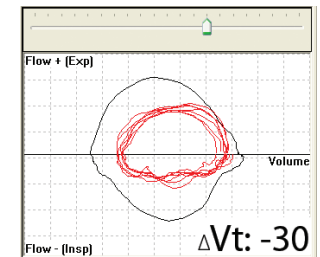 Flow + (Exp)
Volume
ΔVt: -30
Flow - (Insp)